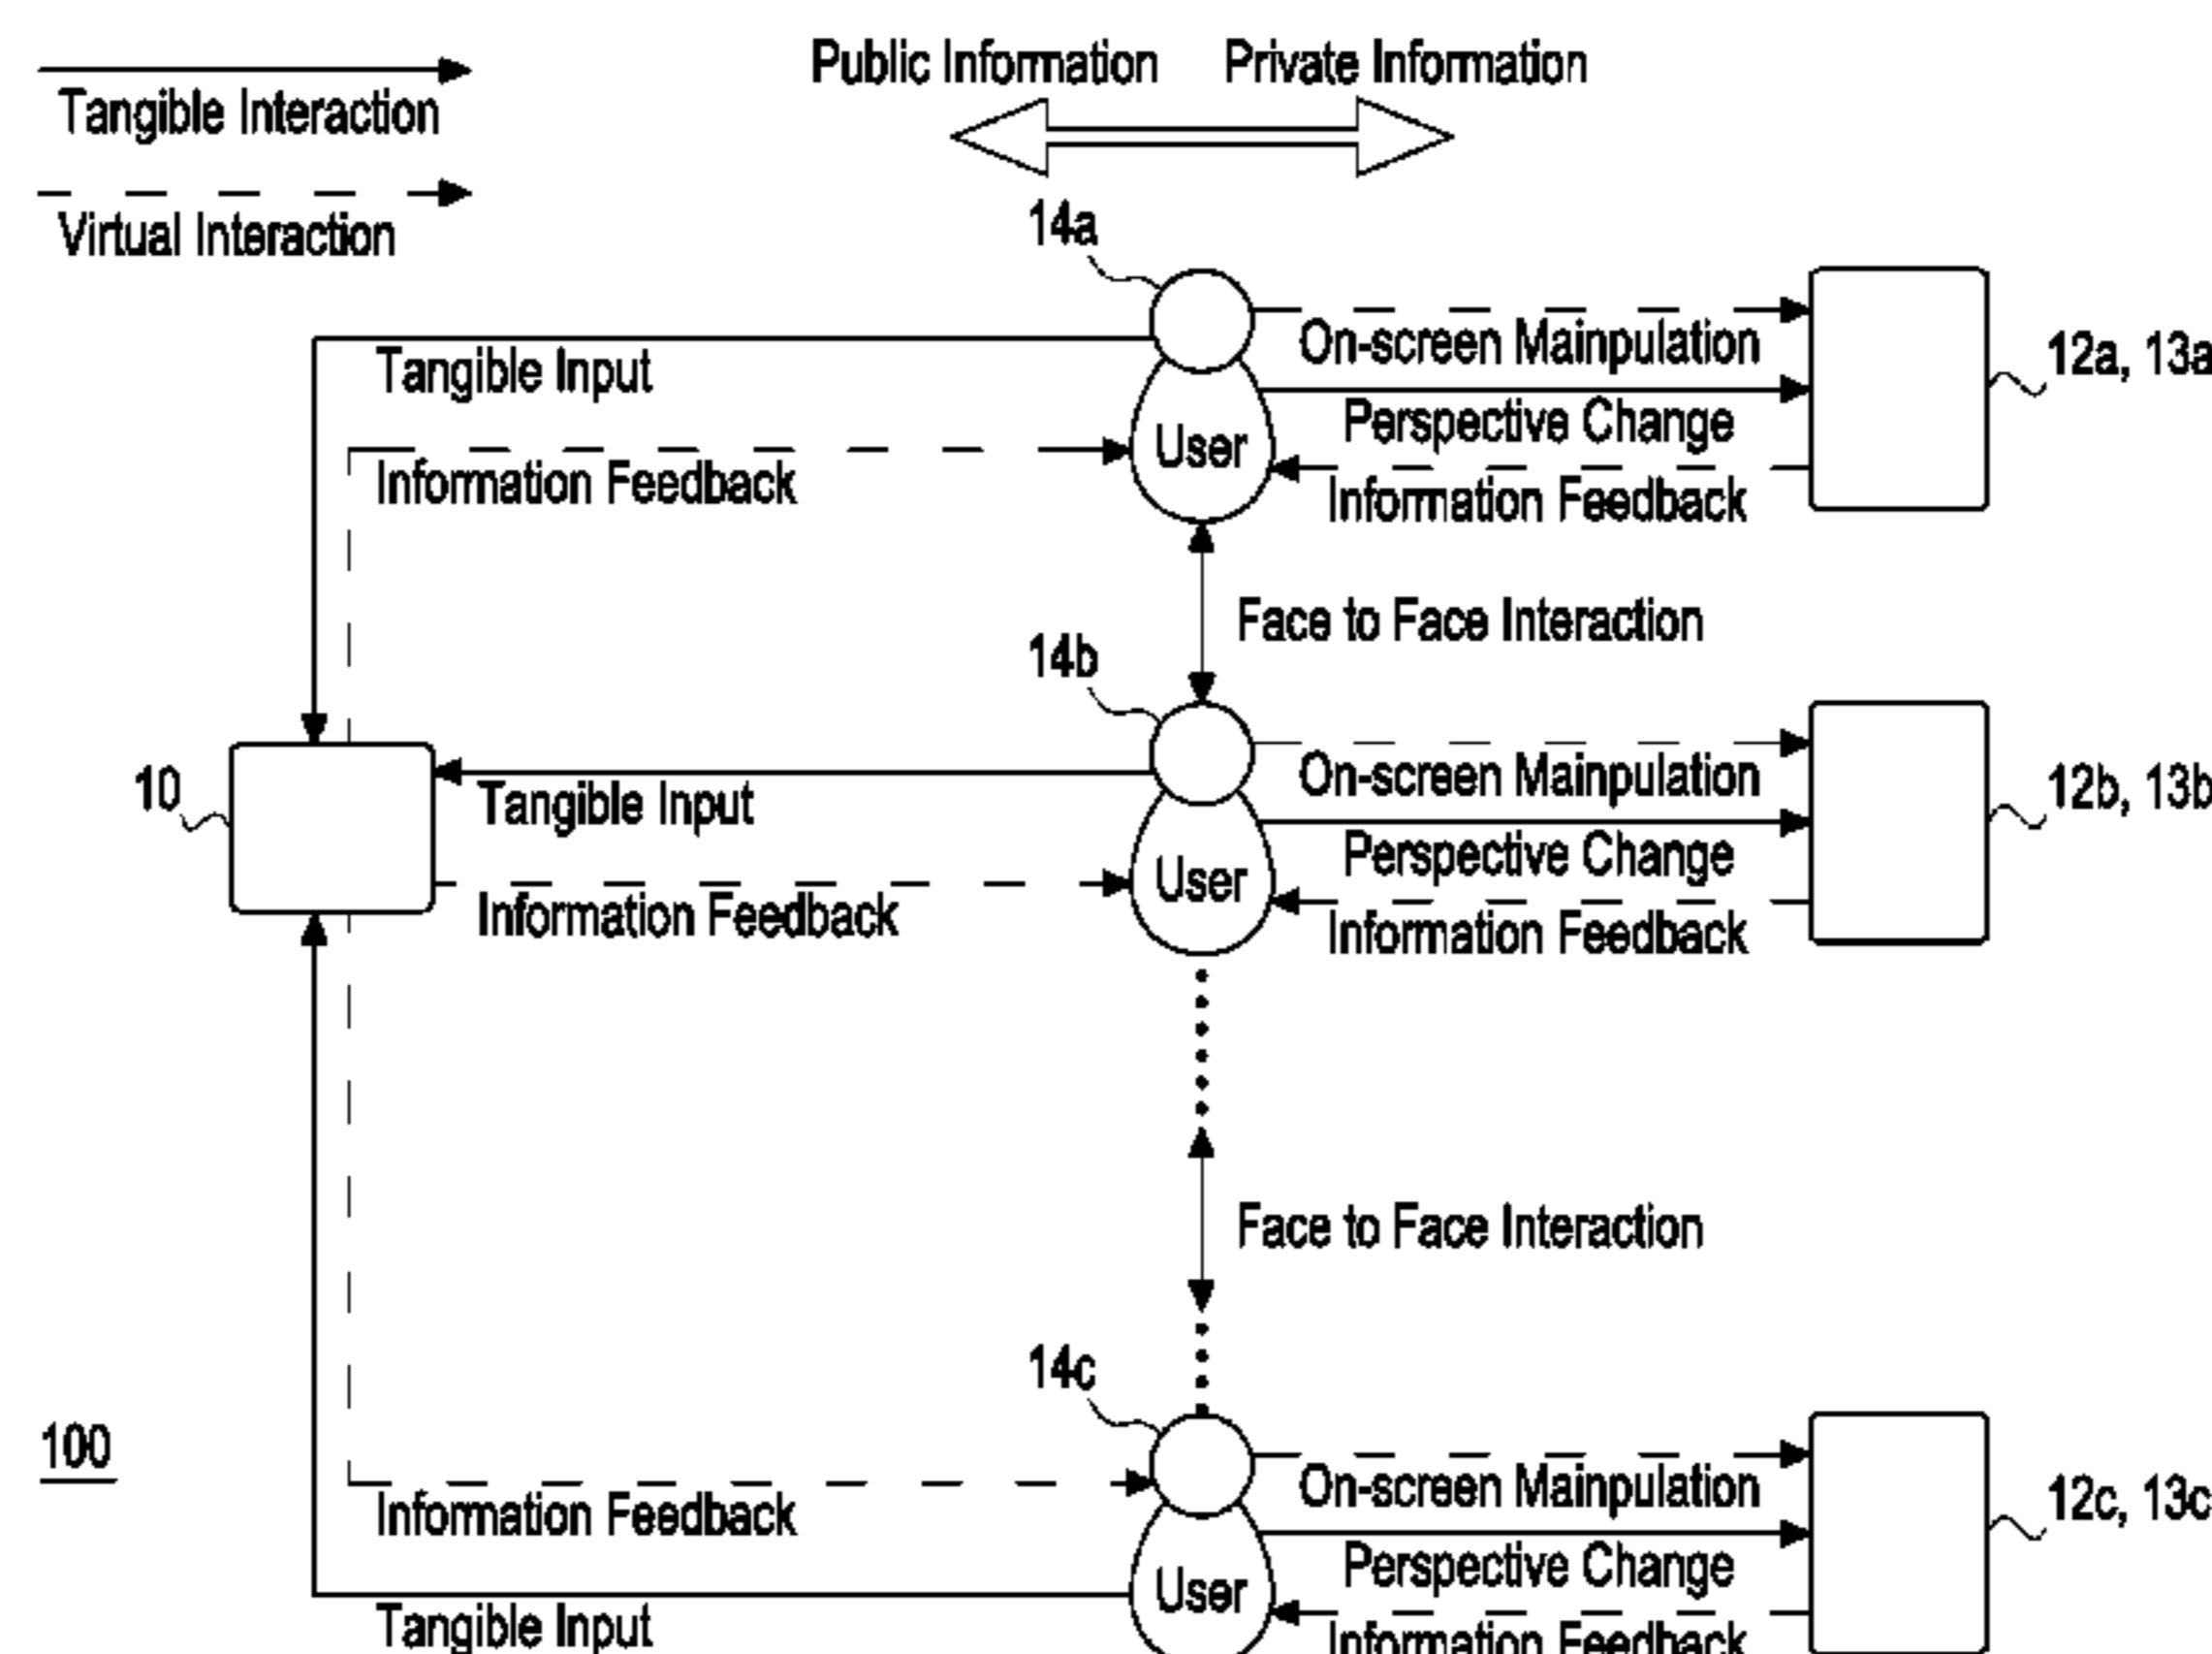 Public Information Private Information
Tangible Interaction
Virtual Interaction
14a
On-screen Mainpulation
12a, 13a
Tangible Input
Perspective Change
User
Information Feedback
Information Feedback
Face to Face Interaction
14b
On-screen Mainpulation
10
12b, 13b
Tangible Input
Perspective Change
User
Information Feedback
Information Feedback
Face to Face Interaction
14c
100
On-screen Mainpulation
12c, 13c
Information Feedback
Perspective Change
User
Tangible Input
Information Feedback